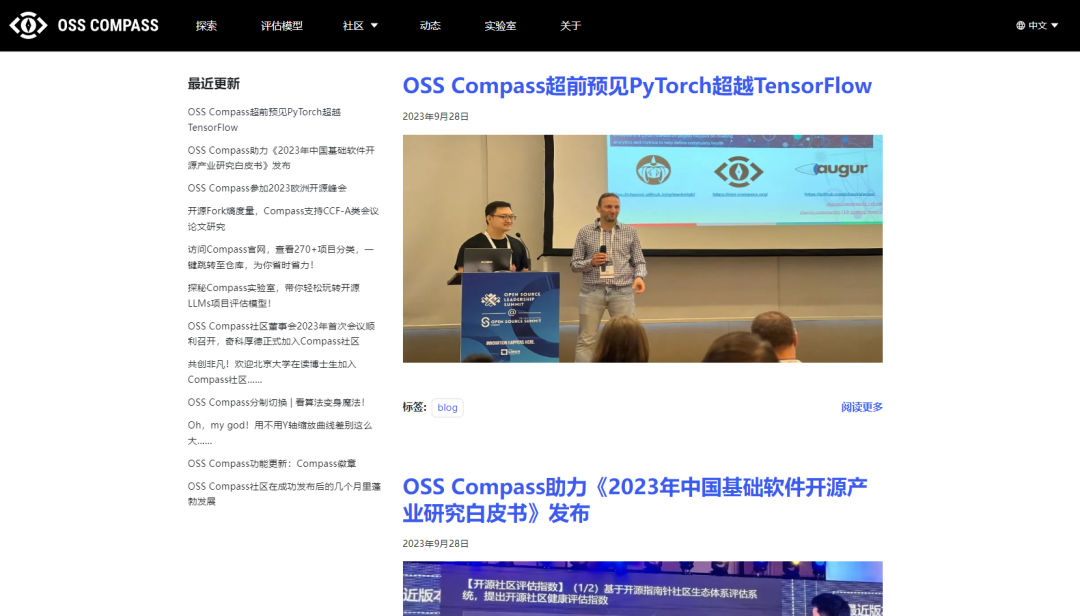 OSS COMPASS 探索 评估模型 社区 动态 实验室 关于 中文
最近更新
OSS Compass超前预见PyTorch超越
TensorFlow
OSS Compass助力《2023年中国基础软件开
源产业研究白皮书》发布
OSS Compass参加2023欧洲开源峰会
开源Fork熵度量，Compass支持CCF-A类会议
论文研究
访问Compass官网，查看270+项目分类，一
键跳转至仓库，为你省时省力！
探秘Compass实验室，带你轻松玩转开源
LLMs项目评估模型！
OSS Compass社区董事会2023年首次会议顺
利召开，奇科厚德正式加入Compass社区
共创非凡！欢迎北京大学在读博士生加入
Compass社区……
OSS Compass分制切换 | 看算法变身魔法！
Oh，my god！用不用Y轴缩放曲线差别这么
大……
OSS Compass功能更新：Compass徽章
OSS Compass社区在成功发布后的几个月里蓬
勃发展
OSS Compass超前预见PyTorch超越TensorFlow
2023年9月28日
augur
OPEN SOURCE
LEADERSHIP
SUMMIT
@
OPEN SOURCE SUMMIT
INNOVATION HAPPENS HERE.
标签: blog 阅读更多
OSS Compass助力《2023年中国基础软件开源产
业研究白皮书》发布
2023年9月28日
【开源社区评估指数】（1/2）基于开源指南针社区生态体系评估系
统，提出开源社区健康评估指数